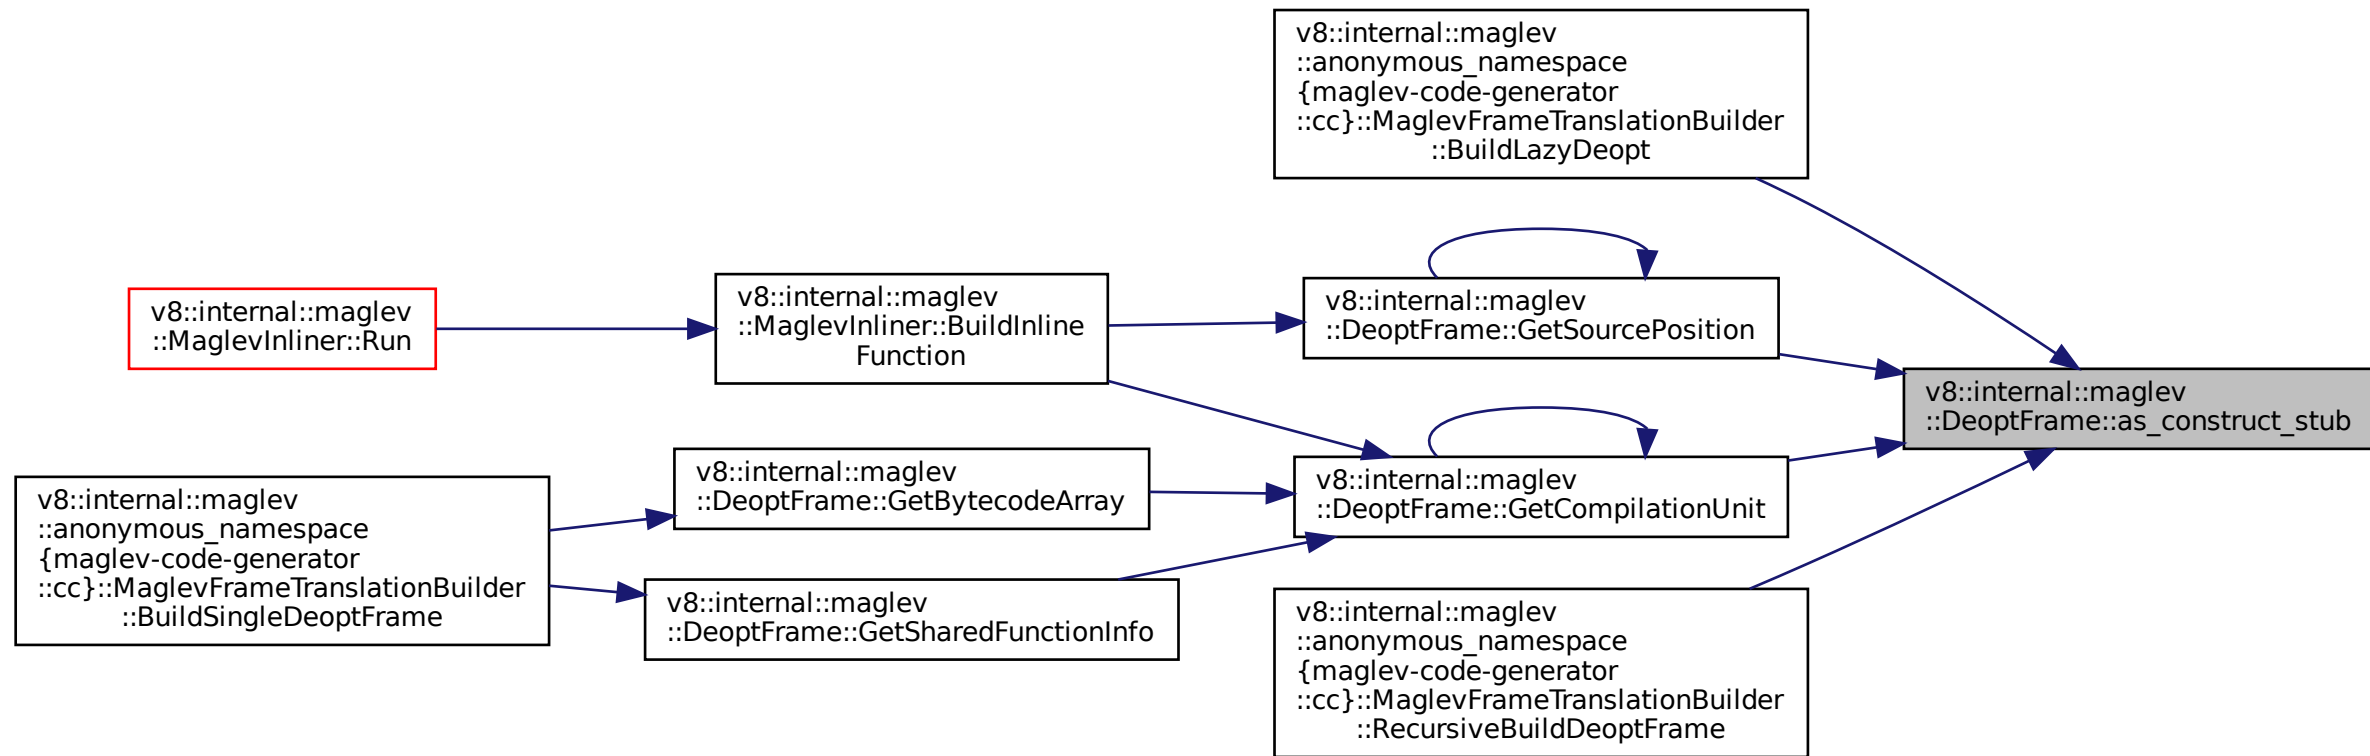 v8::internal::maglev
::anonymous_namespace
{maglev-code-generator
::cc}::MaglevFrameTranslationBuilder
::BuildLazyDeopt
v8::internal::maglev
::MaglevInliner::Run
v8::internal::maglev
::MaglevInliner::BuildInline
Function
v8::internal::maglev
::DeoptFrame::GetSourcePosition
v8::internal::maglev
::DeoptFrame::as_construct_stub
v8::internal::maglev
::anonymous_namespace
{maglev-code-generator
::cc}::MaglevFrameTranslationBuilder
::BuildSingleDeoptFrame
v8::internal::maglev
::DeoptFrame::GetBytecodeArray
v8::internal::maglev
::DeoptFrame::GetCompilationUnit
v8::internal::maglev
::DeoptFrame::GetSharedFunctionInfo
v8::internal::maglev
::anonymous_namespace
{maglev-code-generator
::cc}::MaglevFrameTranslationBuilder
::RecursiveBuildDeoptFrame